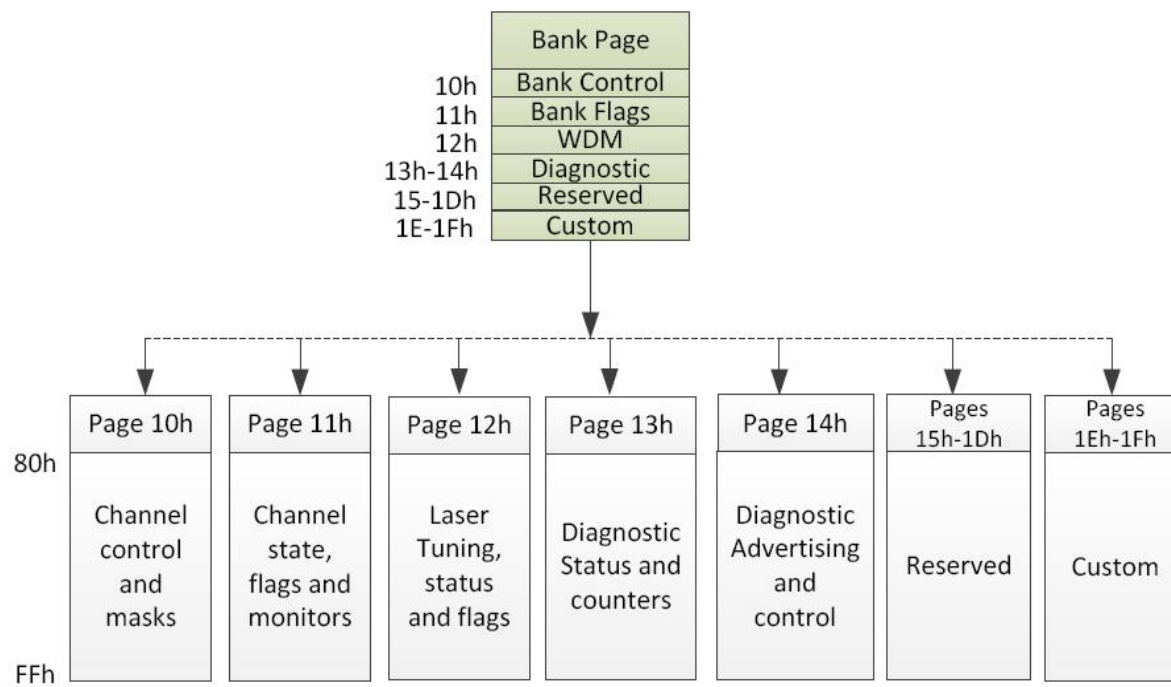 Bank Page
10h Bank Control
11h Bank Flags
12h WDM
13h-14h Diagnostic
15-1Dh Reserved
1E-1Fh Custom
Page 10h
Page 11h
Page 12h
Page 13h
Page 14h
Pages
15h-1Dh
Pages
1Eh-1Fh
80h
Channel
control
and
masks
Channel
state,
flags and
monitors
Laser
Tuning,
status
and flags
Diagnostic
Status and
counters
Diagnostic
Advertising
and
control
Reserved
Custom
FFh